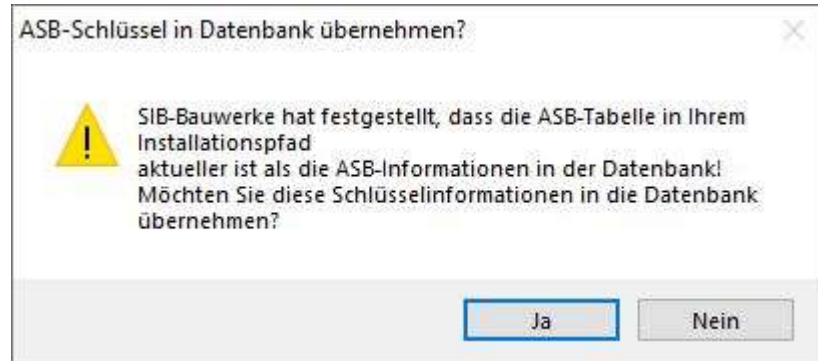 ASB-Schlüssel in Datenbank übernehmen?
SIB-Bauwerke hat festgestellt, dass die ASB-Tabelle in Ihrem
Installationspfad
aktueller ist als die ASB-Informationen in der Datenbank!
Möchten Sie diese Schlüsselinformationen in die Datenbank
übernehmen?
Ja Nein